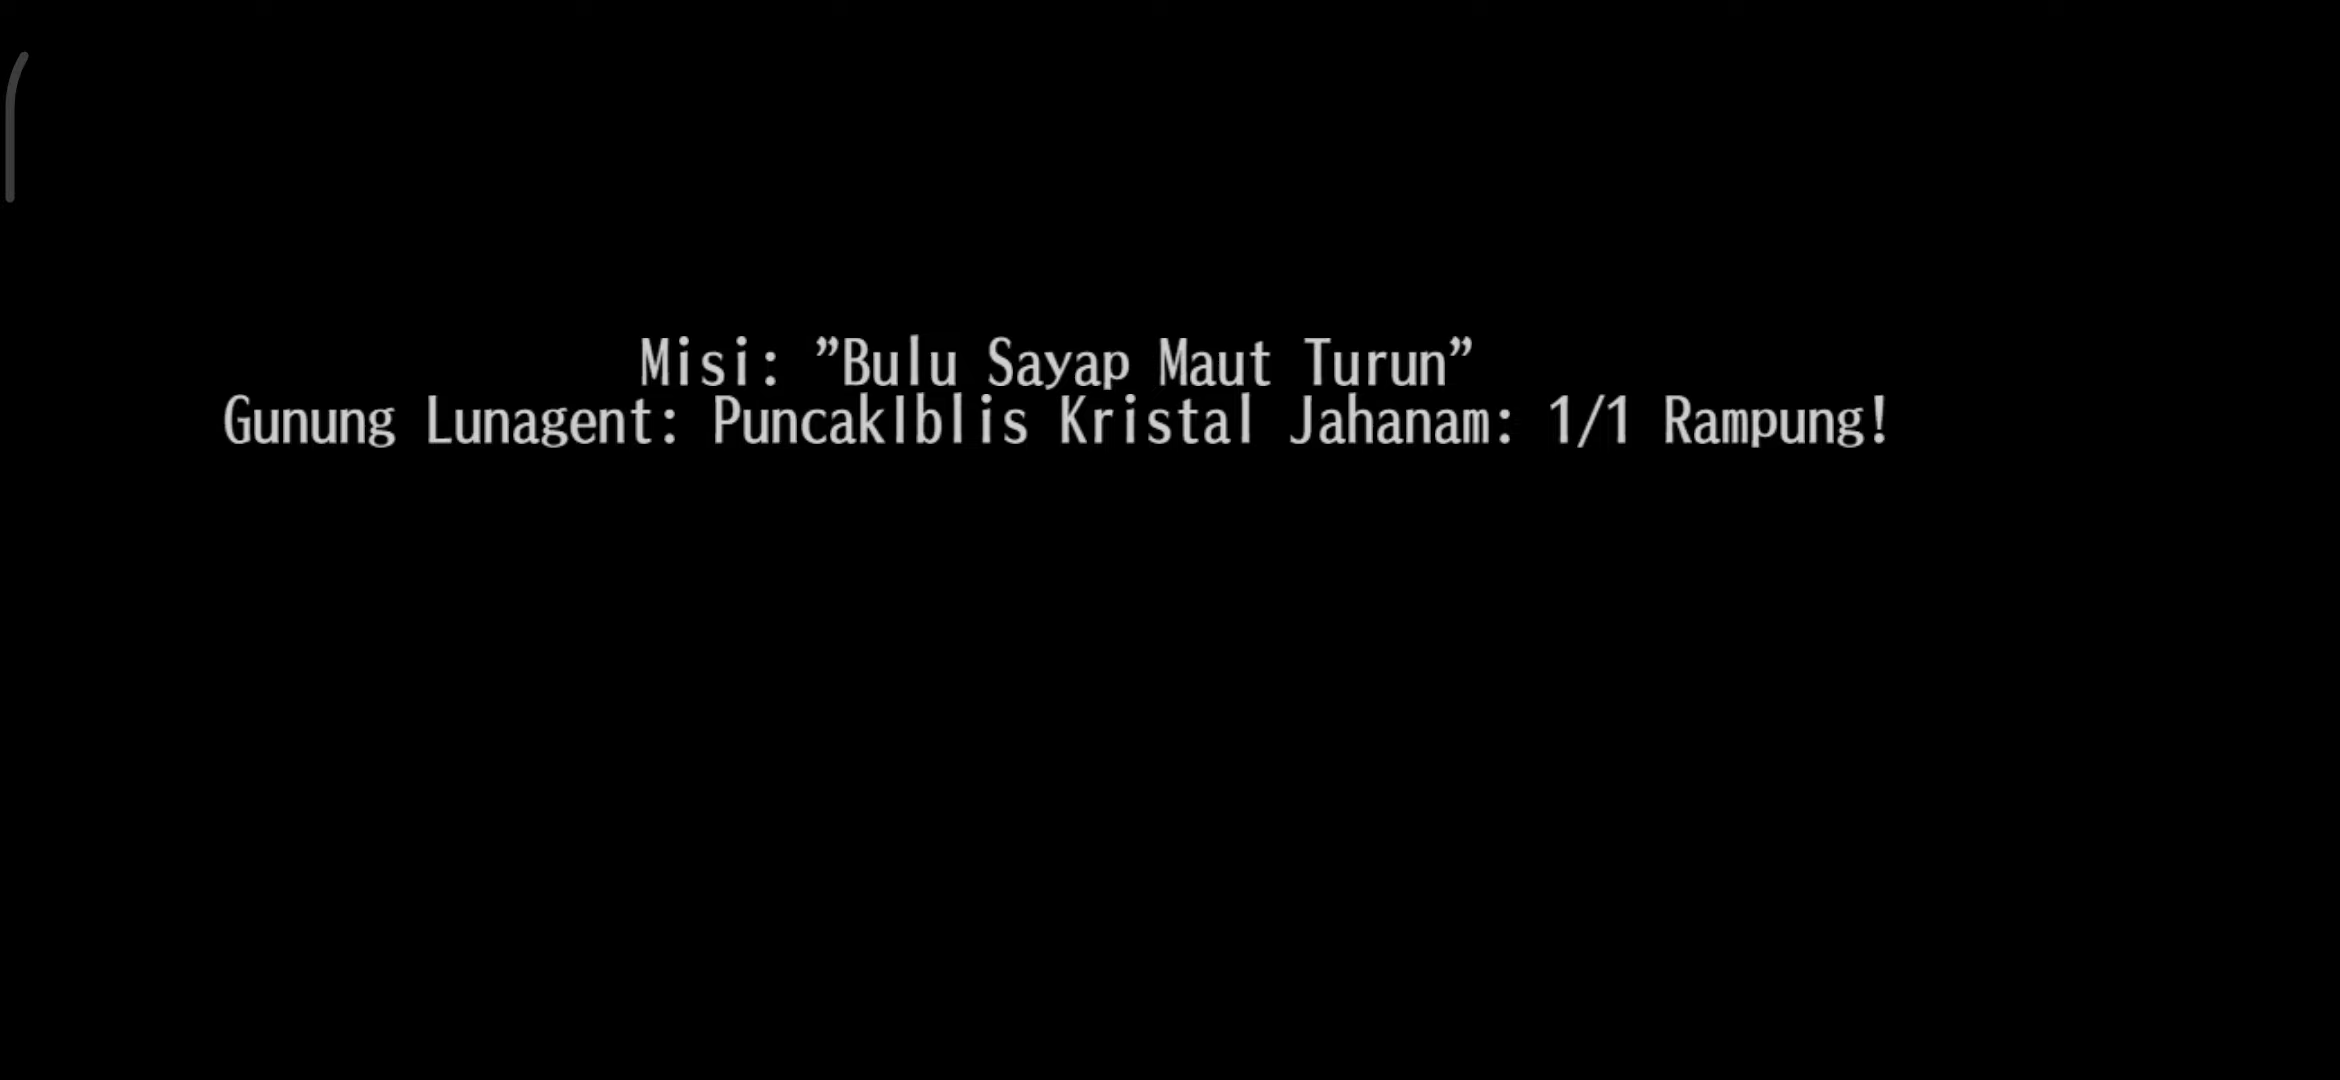 Misi: ”Bulu Sayap Maut Turun”
Gunung Lunagent: PuncakIblis Kristal Jahanam: 1/1 Rampung!